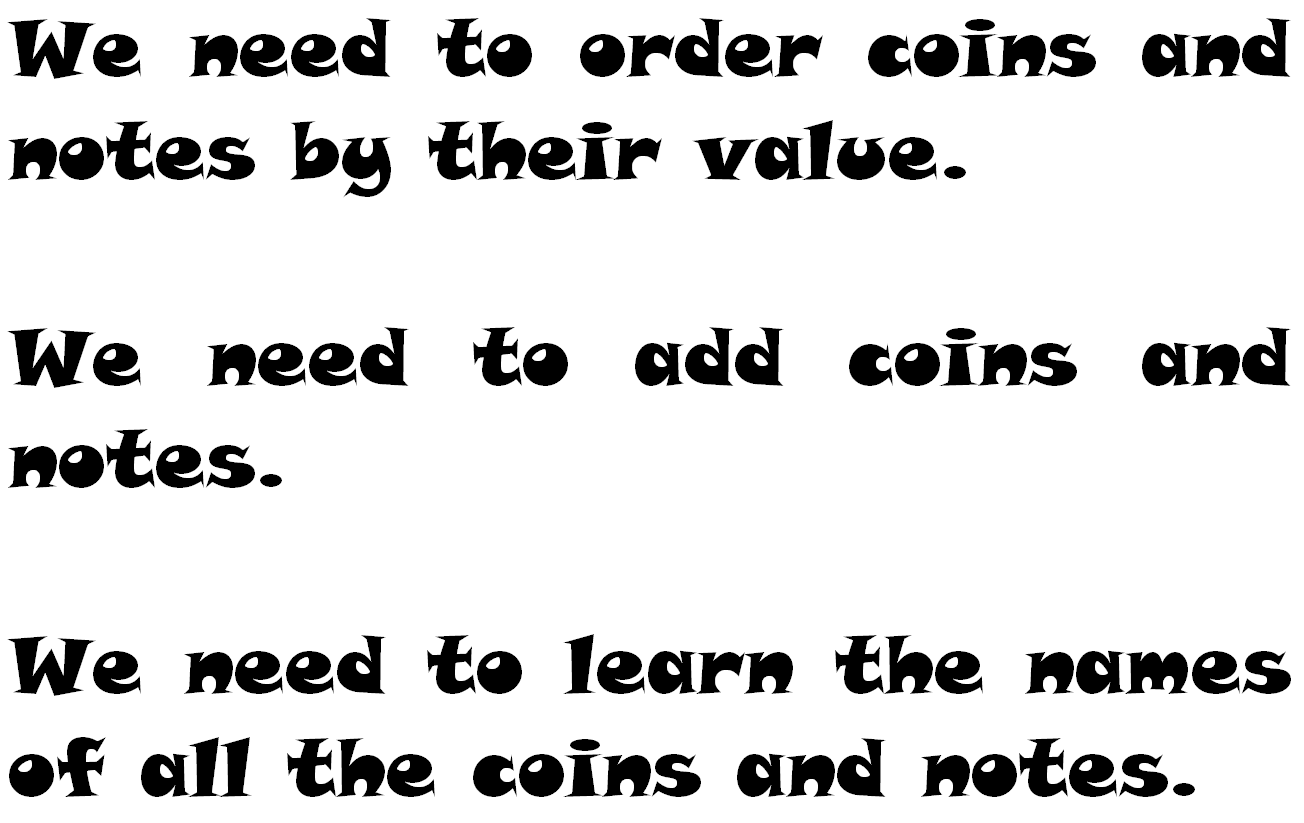 We need to order coins and
notes by their value.
We need to add coins and
notes.
We need to learn the names
of all the coins and notes.